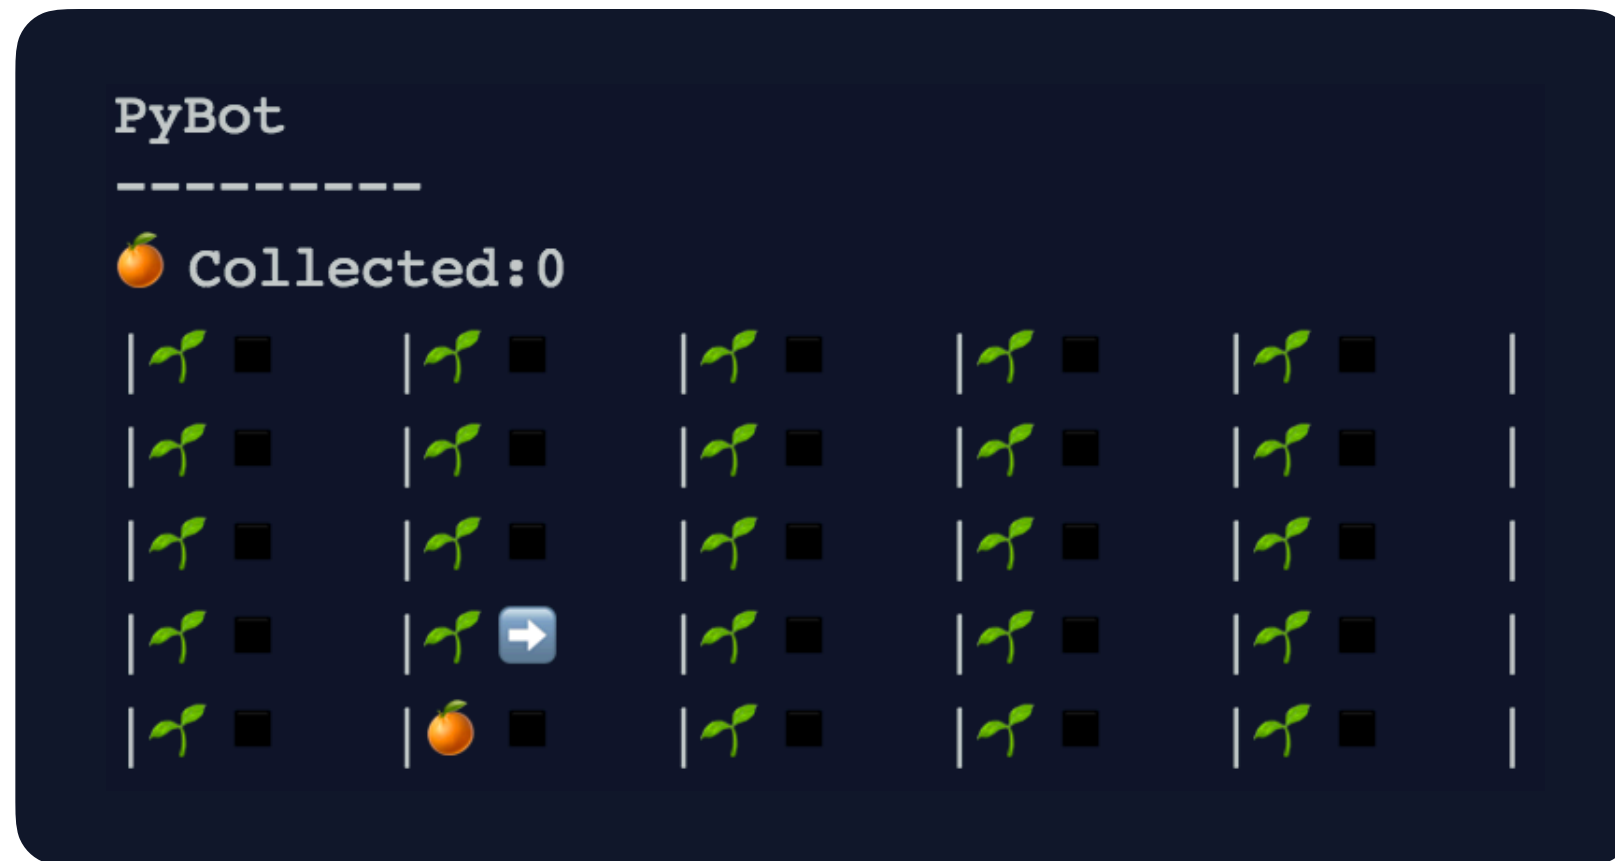 PyBot
---------
🍊 Collected:0
|🌱 ◾ |🌱 ◾ |🌱 ◾ |🌱 ◾ |🌱 ◾ |
|🌱 ◾ |🌱 ◾ |🌱 ◾ |🌱 ◾ |🌱 ◾ |
|🌱 ◾ |🌱 ◾ |🌱 ◾ |🌱 ◾ |🌱 ◾ |
|🌱 ◾ |🌱 ➡️ |🌱 ◾ |🌱 ◾ |🌱 ◾ |
|🌱 ◾ |🍊 ◾ |🌱 ◾ |🌱 ◾ |🌱 ◾ |